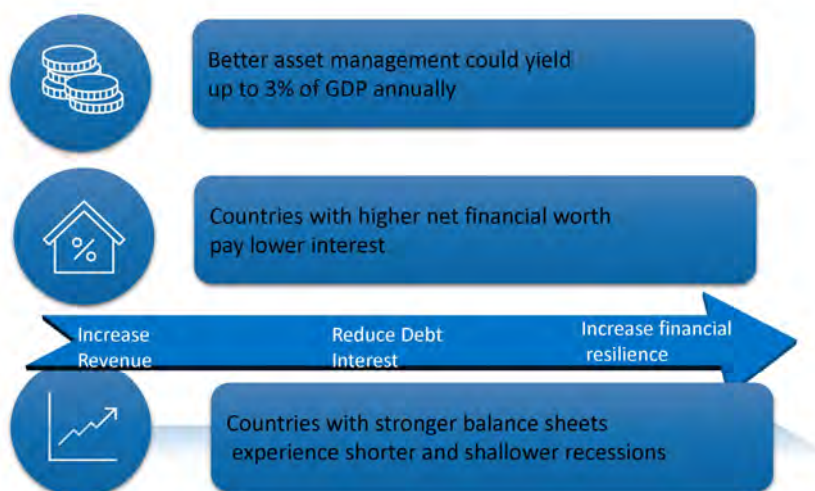 Better asset management could yield
up to 3% of GDP annually
%
Countries with higher net financial worth
pay lower interest
Increase
Revenue
Reduce Debt
Interest
Increase financial
resilience
Countries with stronger balance sheets
experience shorter and shallower recessions